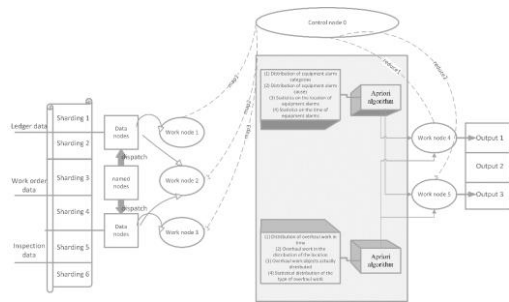 Control node 0
map1
map2
map3
reduce1
reduce2
(1) Distribution of equipment alarm
categories
(2) Distribution of equipment alarm
causes
(3) Statistics on the location of
equipment alarms
(4) Statistics on the time of
equipment alarms
Apriori
algorithm
Ledger data
Work order
data
Inspection
data
Sharding 1
Sharding 2
Sharding 3
Sharding 4
Sharding 5
Sharding 6
Data
nodes
dispatch
named
nodes
dispatch
Data
nodes
Work node 1
Work node 2
Work node 3
Work node 4
Work node 5
Output 1
Output 2
Output 3
(1) Distribution of overhaul work in
time
(2) Overhaul work in the
distribution of the location
(3) Overhaul work objects
distributed
(4) Statistical distribution of
the type of overhaul work
Apriori
algorithm